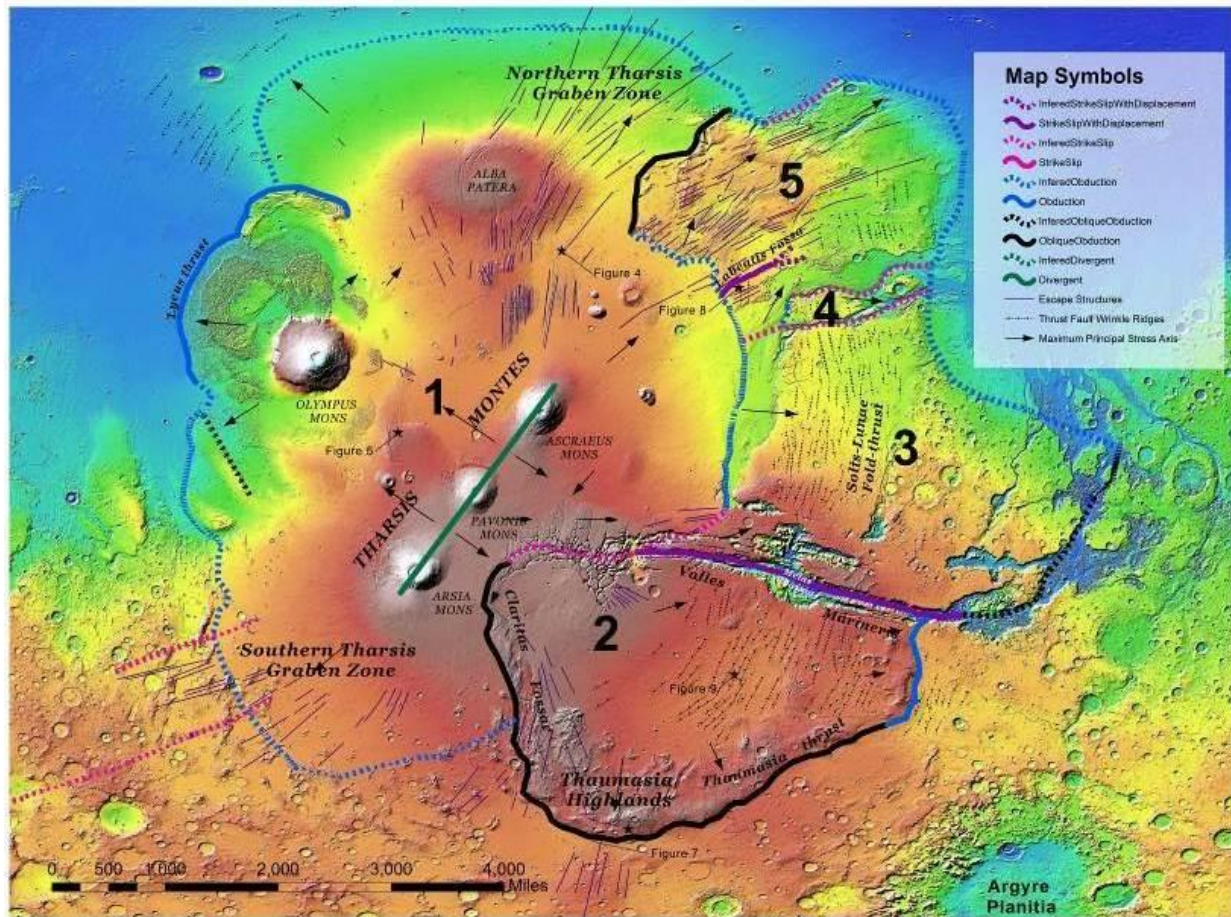 Northern Tharsis
Graben Zone
Map Symbols
InferedStrikeSlipWithDisplacement
StrikeSlipWithDisplacement
InferedStrikeSlip
StrikeSlip
InferedObduction
Obduction
InferedObliqueObduction
ObliqueObduction
InferedDivergent
Divergent
Escape Structures
Thrust Fault Wrinkle Ridges
Maximum Principal Stress Axis
ALBA
PATERA
5
Lycus thrust
Figure 4
Labeatis Fossa
Figure 8
4
OLYMPUS
MONS
1
THARSIS MONTES
ASCRAEUS
MONS
Figure 6
PAVONIS
MONS
ARSIA
MONS
3
Solis-Lunae
Fold-thrust
Valles Marineris
2
Claritas Fossai
Southern Tharsis
Graben Zone
Figure 9
Thaumasia thrust
Thaumasia
Highlands
Figure 7
0 500 1,000 2,000 3,000 4,000
Miles
Argyre
Planitia